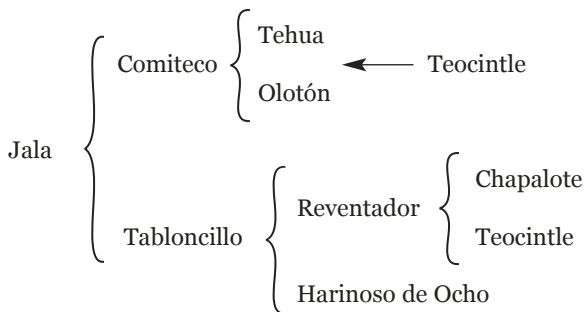 Tehua
Comiteco
Teocintle
Olotón
Jala
Chapalote
Reventador
Tabloncillo
Teocintle
Harinoso de Ocho